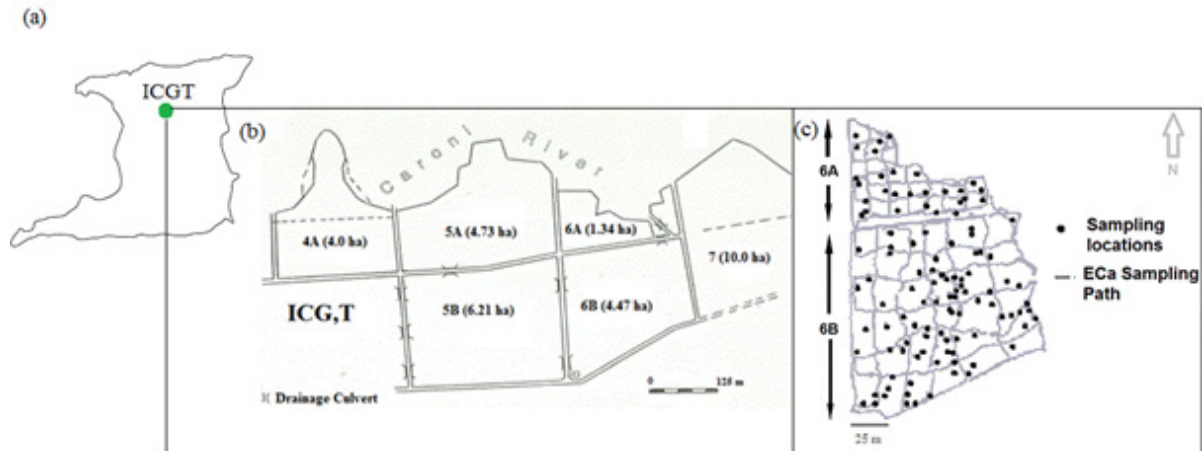 (a)
ICGT
(b)
Caroni
River
4A (4.0 ha)
5A (4.73 ha)
6A (1.34 ha)
7 (10.0 ha)
ICG,T
5B (6.21 ha)
6B (4.47 ha)
0 125 m
Drainage Culvert
(c)
6A
6B
N
Sampling
locations
ECa Sampling
Path
25 m